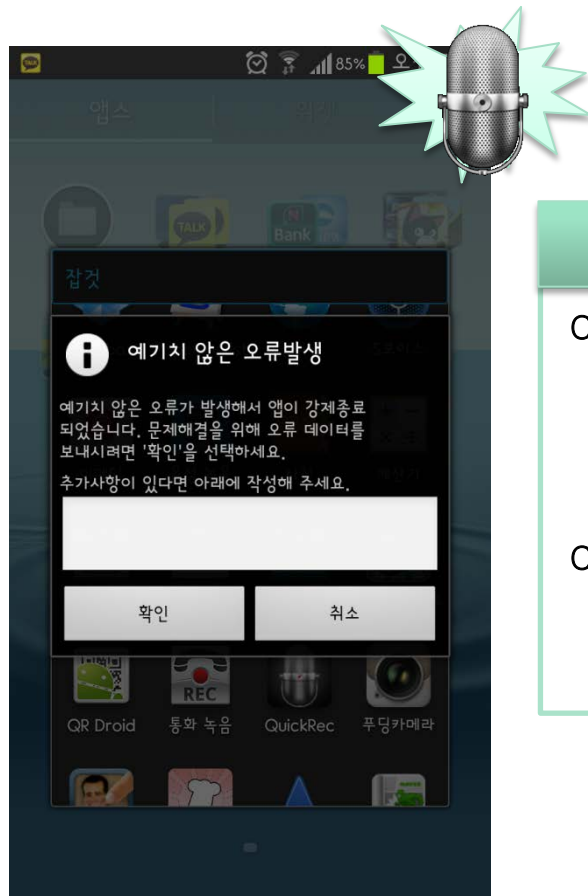 TALK
85%
오
앱스
TALK
N
Bank
잡것
예기치 않은 오류발생
예기치 않은 오류가 발생해서 앱이 강제종료
되었습니다. 문제해결을 위해 오류 데이터를
보내시려면 '확인'을 선택하세요.
추가사항이 있다면 아래에 작성해 주세요.
확인
취소
REC
QR Droid
통화 녹음
QuickRec
푸딩카메라